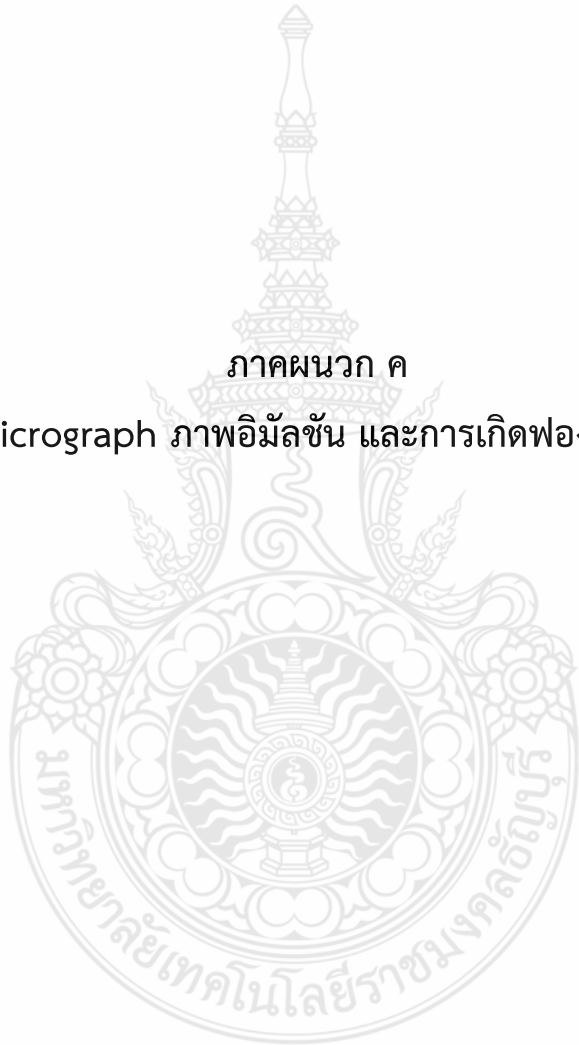 ภาคผนวก ค
icrograph ภาพอิมัลชัน และการเกิดฟอง
มหาวิทยาลัยเทคโนโลยีราชมงคลธัญบุรี